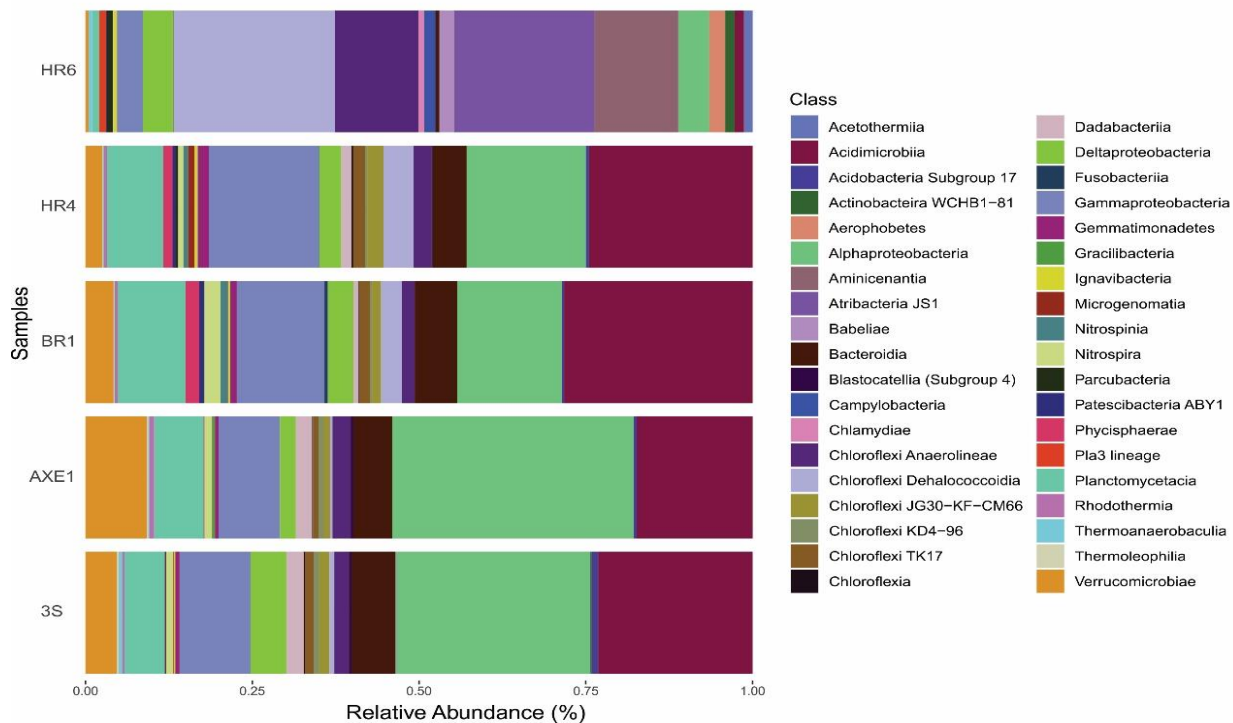 HR6
HR4
BR1
AXE1
3S
Samples
0.00
0.25
0.50
0.75
1.00
Relative Abundance (%)
Class
Acetothermiia
Acidimicrobiia
Acidobacteria Subgroup 17
Actinobacteira WCHB1−81
Aerophobetes
Alphaproteobacteria
Aminicenantia
Atribacteria JS1
Babeliae
Bacteroidia
Blastocatellia (Subgroup 4)
Campylobacteria
Chlamydiae
Chloroflexi Anaerolineae
Chloroflexi Dehalococcoidia
Chloroflexi JG30−KF−CM66
Chloroflexi KD4−96
Chloroflexi TK17
Chloroflexia
Dadabacteriia
Deltaproteobacteria
Fusobacteriia
Gammaproteobacteria
Gemmatimonadetes
Gracilibacteria
Ignavibacteria
Microgenomatia
Nitrospinia
Nitrospira
Parcubacteria
Patescibacteria ABY1
Phycisphaerae
Pla3 lineage
Planctomycetacia
Rhodothermia
Thermoanaerobaculia
Thermoleophilia
Verrucomicrobiae